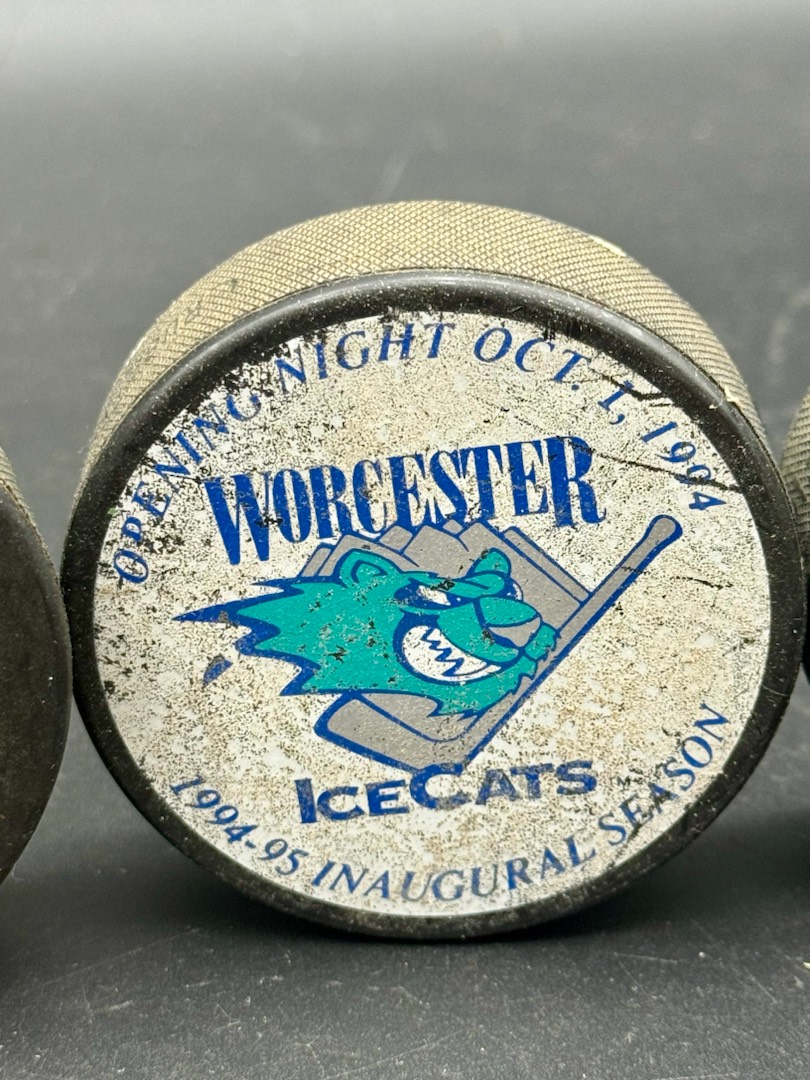 OPENING NIGHT OCT. 1, 1994
WORCESTER
ICECATS
1994-95 INAUGURAL SEASON